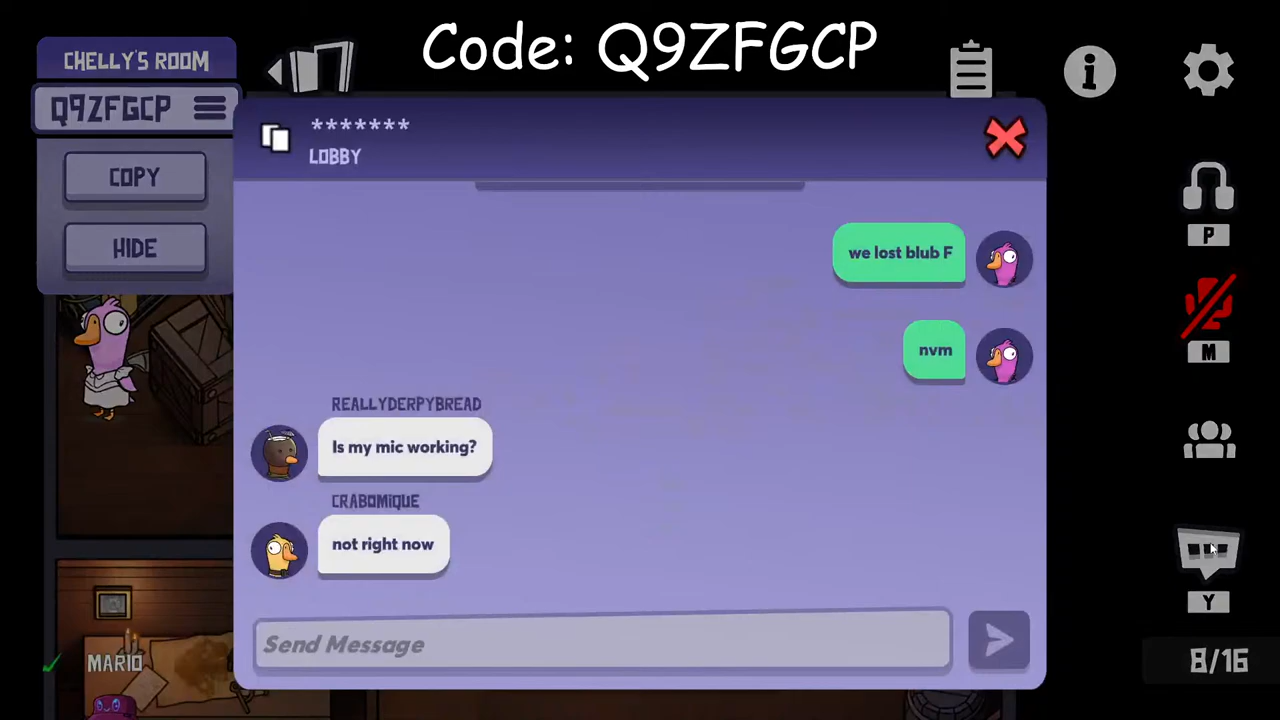 Code: Q9ZFGCP
CHELLY'S ROOM
Q9ZFGCP
COPY
HIDE
*******
LOBBY
we lost blub F
nvm
REALLYDERPYBREAD
Is my mic working?
CRABOMIQUE
not right now
Send Message
P
M
Y
8/16
MARIO